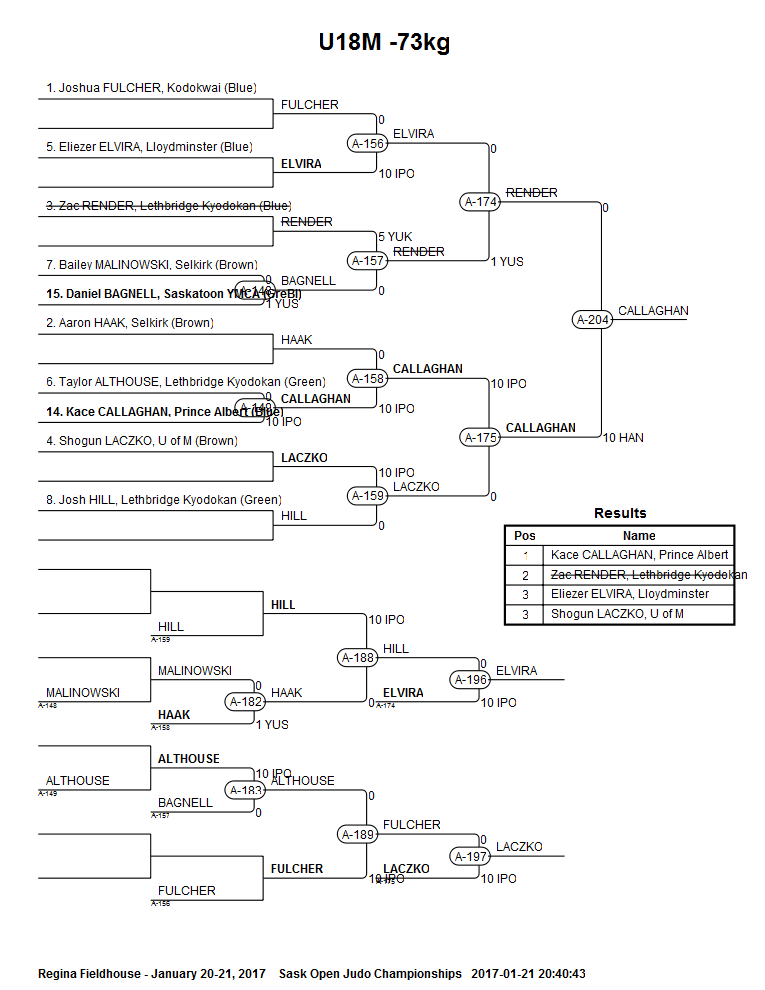 U18M -73kg
1. Joshua FULCHER, Kodokwai (Blue)
FULCHER
0
A-156
ELVIRA
5. Eliezer ELVIRA, Lloydminster (Blue)
0
ELVIRA
10 IPO
A-174
RENDER
3. Zac RENDER, Lethbridge Kyodokan (Blue)
0
RENDER
5 YUK
A-157
RENDER
1 YUS
7. Bailey MALINOWSKI, Selkirk (Brown)
0
BAGNELL
0
15. Daniel BAGNELL, Saskatoon YMCA (GreBl)
A-148
1 YUS
A-204
CALLAGHAN
2. Aaron HAAK, Selkirk (Brown)
HAAK
0
A-158
CALLAGHAN
10 IPO
6. Taylor ALTHOUSE, Lethbridge Kyodokan (Green)
0
CALLAGHAN
10 IPO
14. Kace CALLAGHAN, Prince Albert (Blue)
A-149
10 IPO
A-175
CALLAGHAN
10 HAN
4. Shogun LACZKO, U of M (Brown)
LACZKO
10 IPO
A-159
LACZKO
0
8. Josh HILL, Lethbridge Kyodokan (Green)
HILL
0
Results
Pos Name
1 Kace CALLAGHAN, Prince Albert
2 Zac RENDER, Lethbridge Kyodokan
3 Eliezer ELVIRA, Lloydminster
3 Shogun LACZKO, U of M
HILL
10 IPO
HILL
A-159
A-188
HILL
0
MALINOWSKI
0
A-196
ELVIRA
MALINOWSKI
A-148
A-182
HAAK
0
ELVIRA
A-174
10 IPO
HAAK
A-158
1 YUS
ALTHOUSE
10 IPO
ALTHOUSE
A-149
A-183
ALTHOUSE
0
BAGNELL
A-157
0
A-189
FULCHER
0
A-197
LACZKO
FULCHER
10 IPO
LACZKO
A-175
10 IPO
FULCHER
A-156
Regina Fieldhouse - January 20-21, 2017 Sask Open Judo Championships 2017-01-21 20:40:43